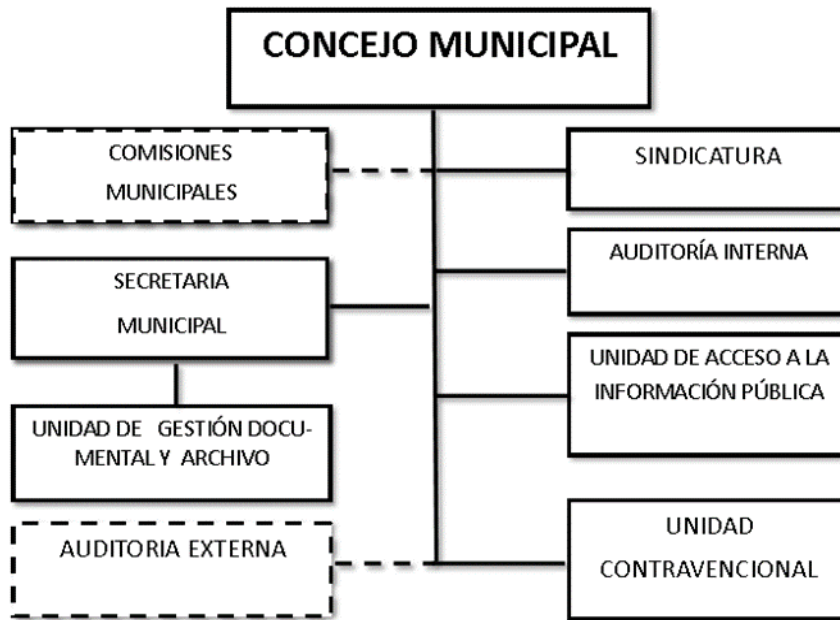 CONCEJO MUNICIPAL
COMISIONES
MUNICIPALES
SINDICATURA
AUDITORÍA INTERNA
SECRETARIA
MUNICIPAL
UNIDAD DE ACCESO A LA
INFORMACIÓN PÚBLICA
UNIDAD DE GESTIÓN DOCU-
MENTAL Y ARCHIVO
AUDITORIA EXTERNA
UNIDAD
CONTRAVENCIONAL